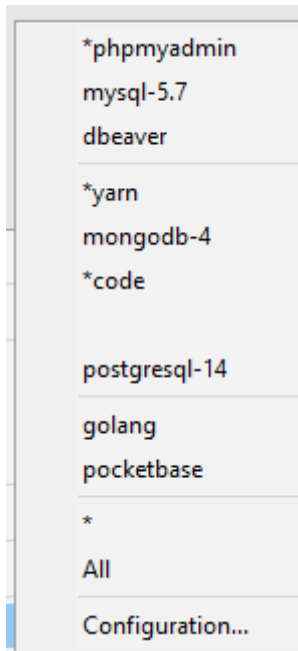 *phpmyadmin
mysql-5.7
dbeaver
*yarn
mongodb-4
*code
postgresql-14
golang
pocketbase
*
All
Configuration...